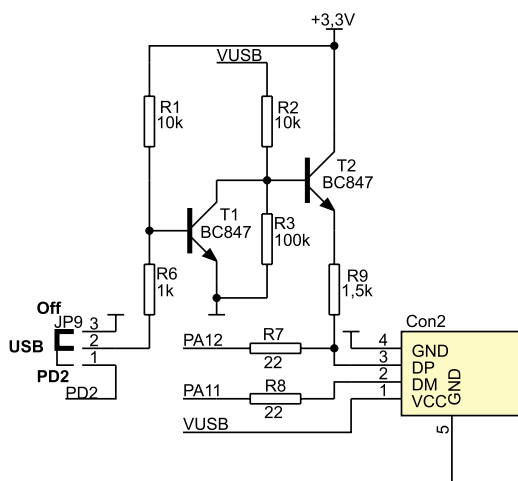 +3,3V
VUSB
R1
10k
R2
10k
T2
BC847
T1
BC847
R3
100k
R6
1k
R9
1,5k
Off
JP9
3
USB
2
1
PD2
PD2
PA12
R7
22
PA11
R8
22
VUSB
Con2
4
GND
3
DP
2
DM
1
VCC
GND
5